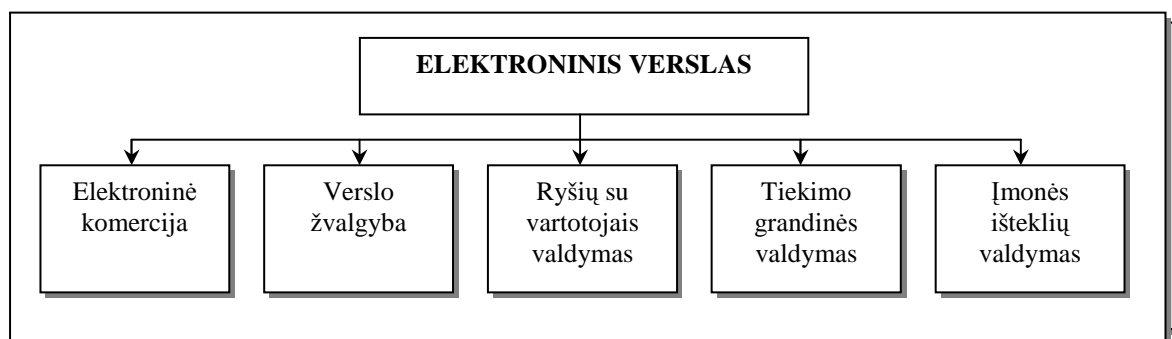 ELEKTRONINIS VERSLAS
Elektroninė
komercija
Verslo
žvalgyba
Ryšių su
vartotojais
valdymas
Tiekimo
grandinės
valdymas
Įmonės
išteklių
valdymas